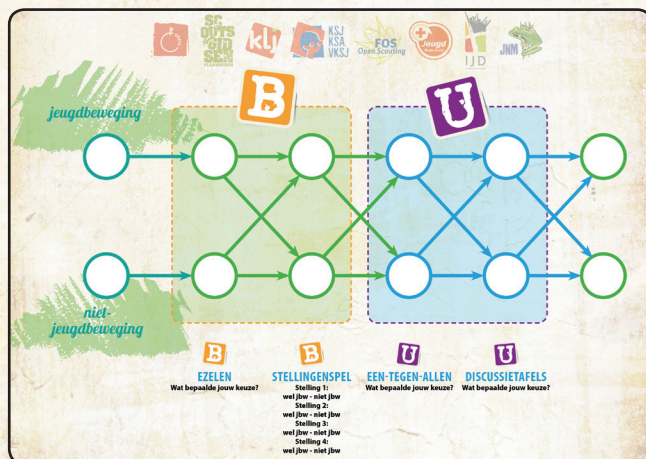 SC
OUTS
& GID
SEN
VLAANDEREN
klj
KSJ
KSA
VKSJ
FOS
Open Scouting
Jeugd
Rode Kruis
IJD
JNM
B
U
jeugdbeweging
niet-
jeugdbeweging
B
EZELEN
Wat bepaalde jouw keuze?
B
STELLINGENSPEL
Stelling 1:
wel jbw - niet jbw
Stelling 2:
wel jbw - niet jbw
Stelling 3:
wel jbw - niet jbw
Stelling 4:
wel jbw - niet jbw
U
EEN-TEGEN-ALLEN
Wat bepaalde jouw keuze?
U
DISCUSSIETAFELS
Wat bepaalde jouw keuze?